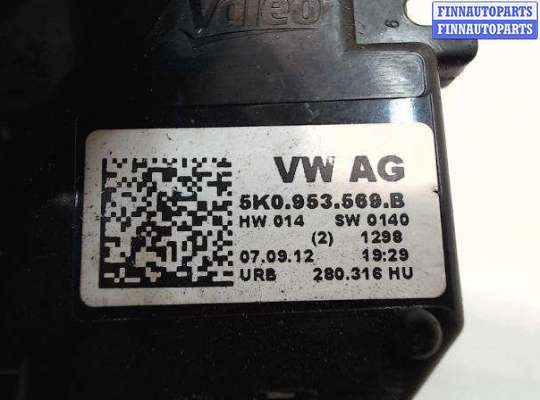 Valeo
FINNAUTOPARTS
FINNAUTOPARTS
VW AG
5K0.953.569.B
HW 014 SW 0140
(2) 1298
07.09.12 19:29
URB 280.316 HU